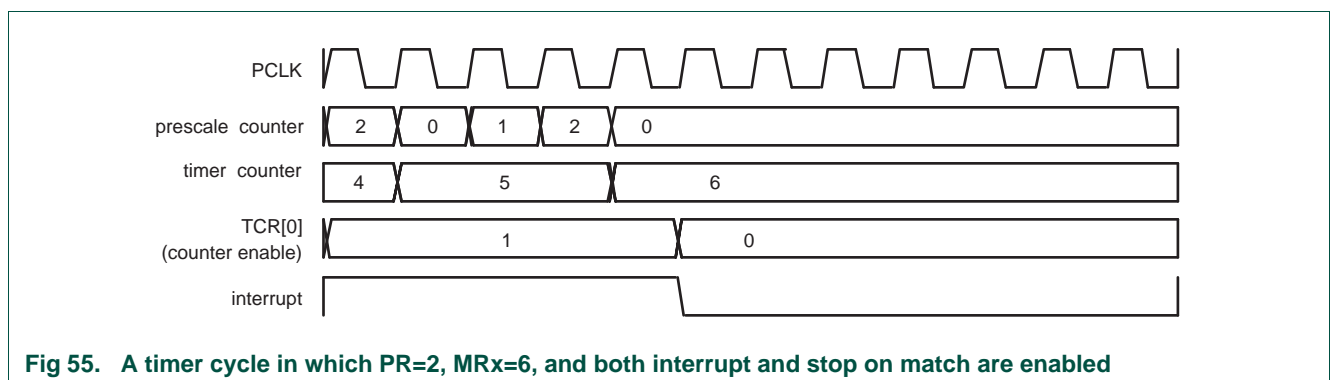 PCLK
prescale counter
2 0 1 2 0
timer counter
4 5 6
TCR[0]
(counter enable)
1 0
interrupt
Fig 55. A timer cycle in which PR=2, MRx=6, and both interrupt and stop on match are enabled